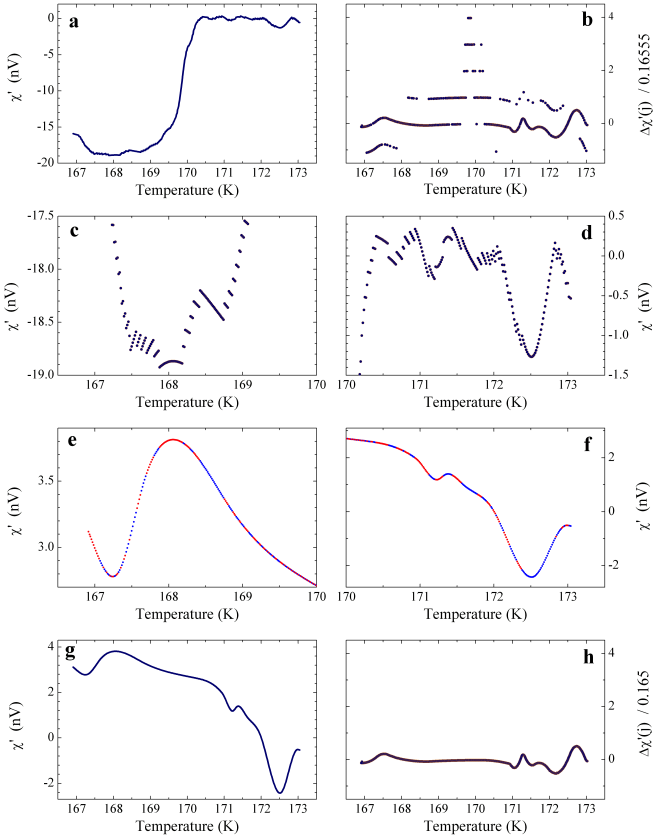 a
0
-5
-10
-15
-20
χ' (nV)
167 168 169 170 171 172 173
Temperature (K)
b
4
2
0
Δχ'(j) / 0.16555
167 168 169 170 171 172 173
Temperature (K)
c
-17.5
-18.0
-18.5
-19.0
χ' (nV)
167 168 169 170
Temperature (K)
d
0.5
0.0
-0.5
-1.0
-1.5
χ' (nV)
170 171 172 173
Temperature (K)
e
3.5
3.0
χ' (nV)
167 168 169 170
Temperature (K)
f
2
0
-2
χ' (nV)
170 171 172 173
Temperature (K)
g
4
2
0
-2
χ' (nV)
167 168 169 170 171 172 173
Temperature (K)
h
4
2
0
Δχ'(j) / 0.165
167 168 169 170 171 172 173
Temperature (K)